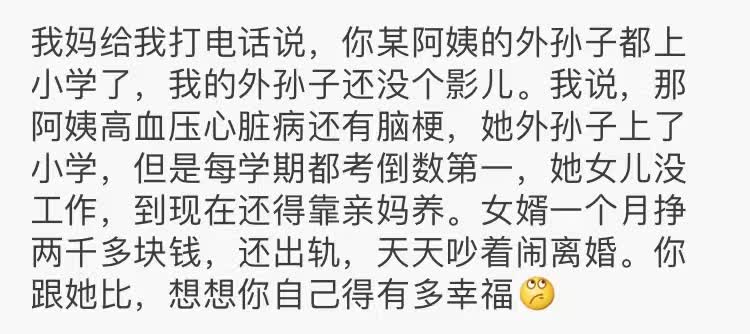 我妈给我打电话说，你某阿姨的外孙子都上
小学了，我的外孙子还没个影儿。我说，那
阿姨高血压心脏病还有脑梗，她外孙子上了
小学，但是每学期都考倒数第一，她女儿没
工作，到现在还得靠亲妈养。女婿一个月挣
两千多块钱，还出轨，天天吵着闹离婚。你
跟她比，想想你自己得有多幸福🙄